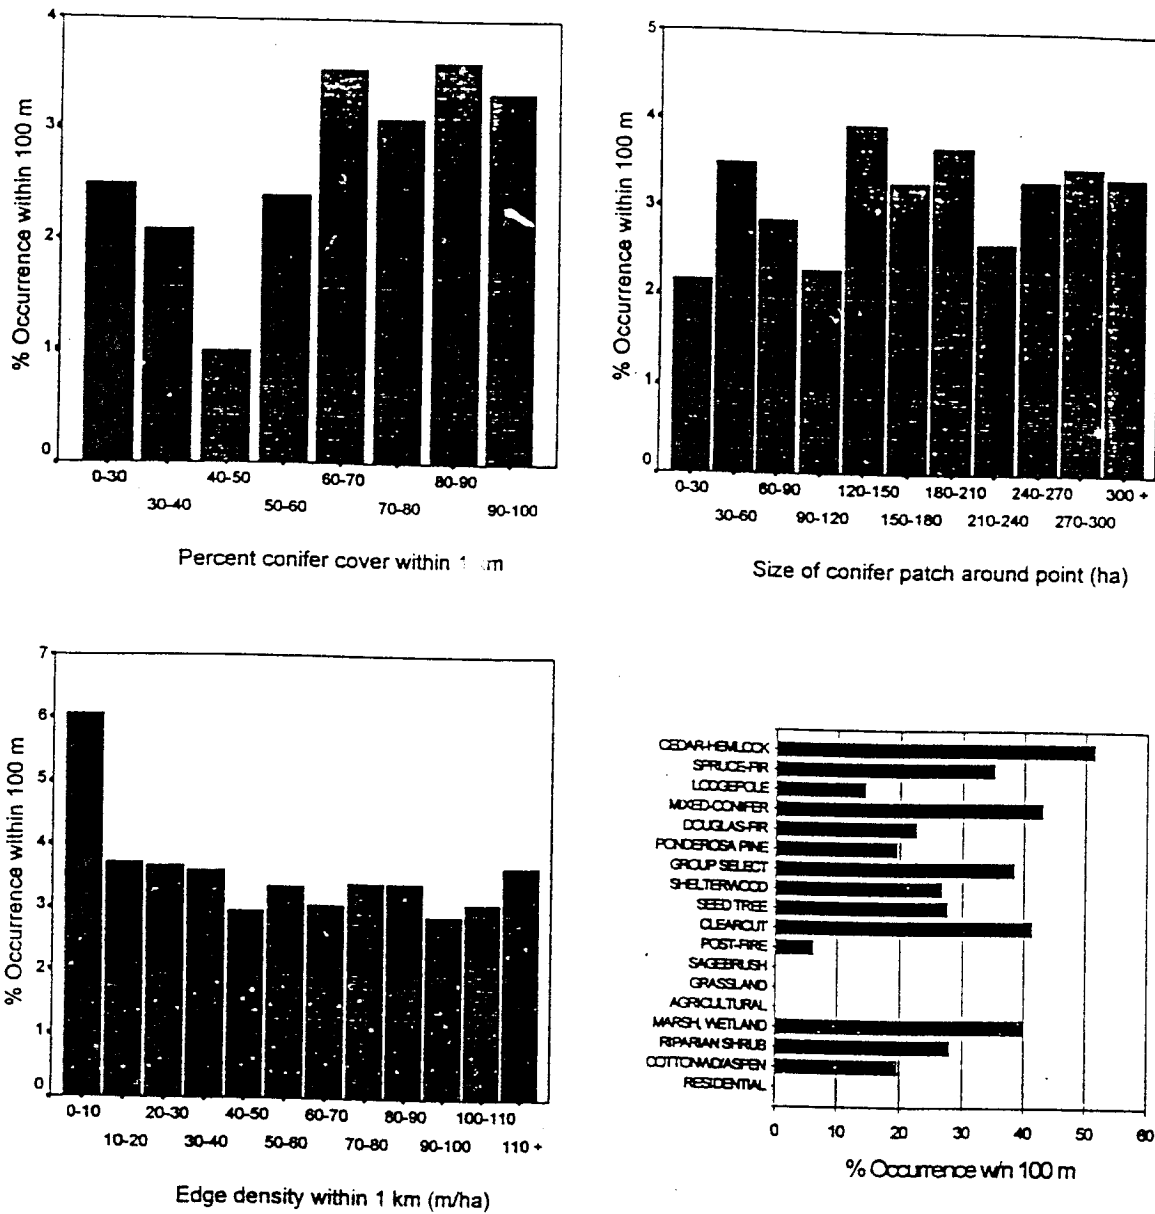 % Occurrence within 100 m
4
3
2
1
0
0-30
40-50
60-70
80-90
30-40
50-60
70-80
90-100
Percent conifer cover within 1 km
% Occurrence within 100 m
5
4
3
2
1
0
0-30
60-90
120-150
180-210
240-270
300 +
30-60
90-120
150-180
210-240
270-300
Size of conifer patch around point (ha)
% Occurrence within 100 m
7
6
5
4
3
2
1
0
0-10
20-30
40-50
60-70
80-90
100-110
10-20
30-40
50-60
70-80
90-100
110 +
Edge density within 1 km (m/ha)
CEDAR-HEMLOCK
SPRUCE-FIR
LODGEPOLE
MIXED-CONIFER
DOUGLAS-FIR
PONDEROSA PINE
GROUP SELECT
SHELTERWOOD
SEED TREE
CLEARCUT
POST-FIRE
SAGEBRUSH
GRASSLAND
AGRICULTURAL
MARSH, WETLAND
RIPARIAN SHRUB
COTTONWD/ASPEN
RESIDENTIAL
0 10 20 30 40 50 60
% Occurrence w/n 100 m